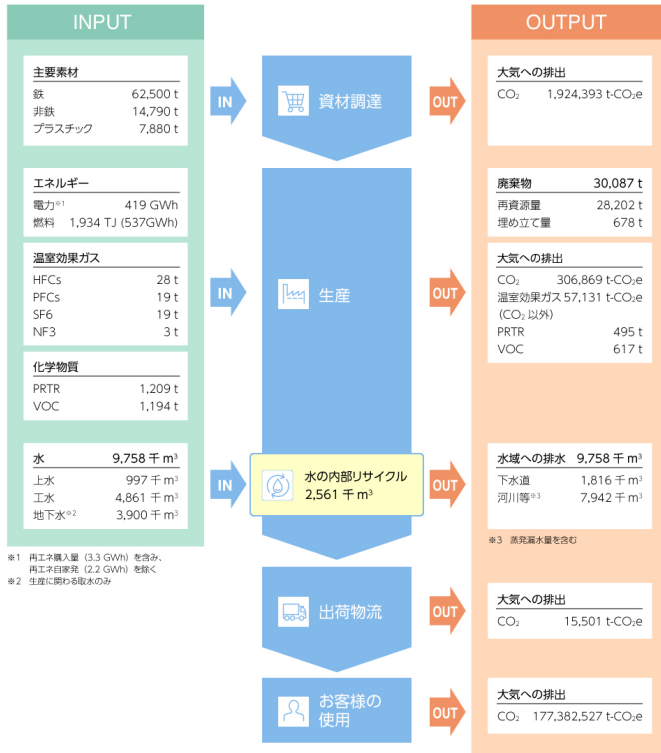 INPUT
主要素材
鉄 62,500 t
非鉄 14,790 t
プラスチック 7,880 t
エネルギー
電力※1 419 GWh
燃料 1,934 TJ (537GWh)
温室効果ガス
HFCs 28 t
PFCs 19 t
SF6 19 t
NF3 3 t
化学物質
PRTR 1,209 t
VOC 1,194 t
水 9,758 千 m³
上水 997 千 m³
工水 4,861 千 m³
地下水※2 3,900 千 m³
※1 再エネ購入量（3.3 GWh）を含み、
再エネ自家発（2.2 GWh）を除く
※2 生産に関わる取水のみ
IN
資材調達
OUT
IN
生産
OUT
IN
水の内部リサイクル
2,561 千 m³
OUT
出荷物流
OUT
お客様の
使用
OUT
OUTPUT
大気への排出
CO₂ 1,924,393 t-CO₂e
廃棄物 30,087 t
再資源量 28,202 t
埋め立て量 678 t
大気への排出
CO₂ 306,869 t-CO₂e
温室効果ガス 57,131 t-CO₂e
（CO₂ 以外）
PRTR 495 t
VOC 617 t
水域への排水 9,758 千 m³
下水道 1,816 千 m³
河川等※3 7,942 千 m³
※3 蒸発漏水量を含む
大気への排出
CO₂ 15,501 t-CO₂e
大気への排出
CO₂ 177,382,527 t-CO₂e